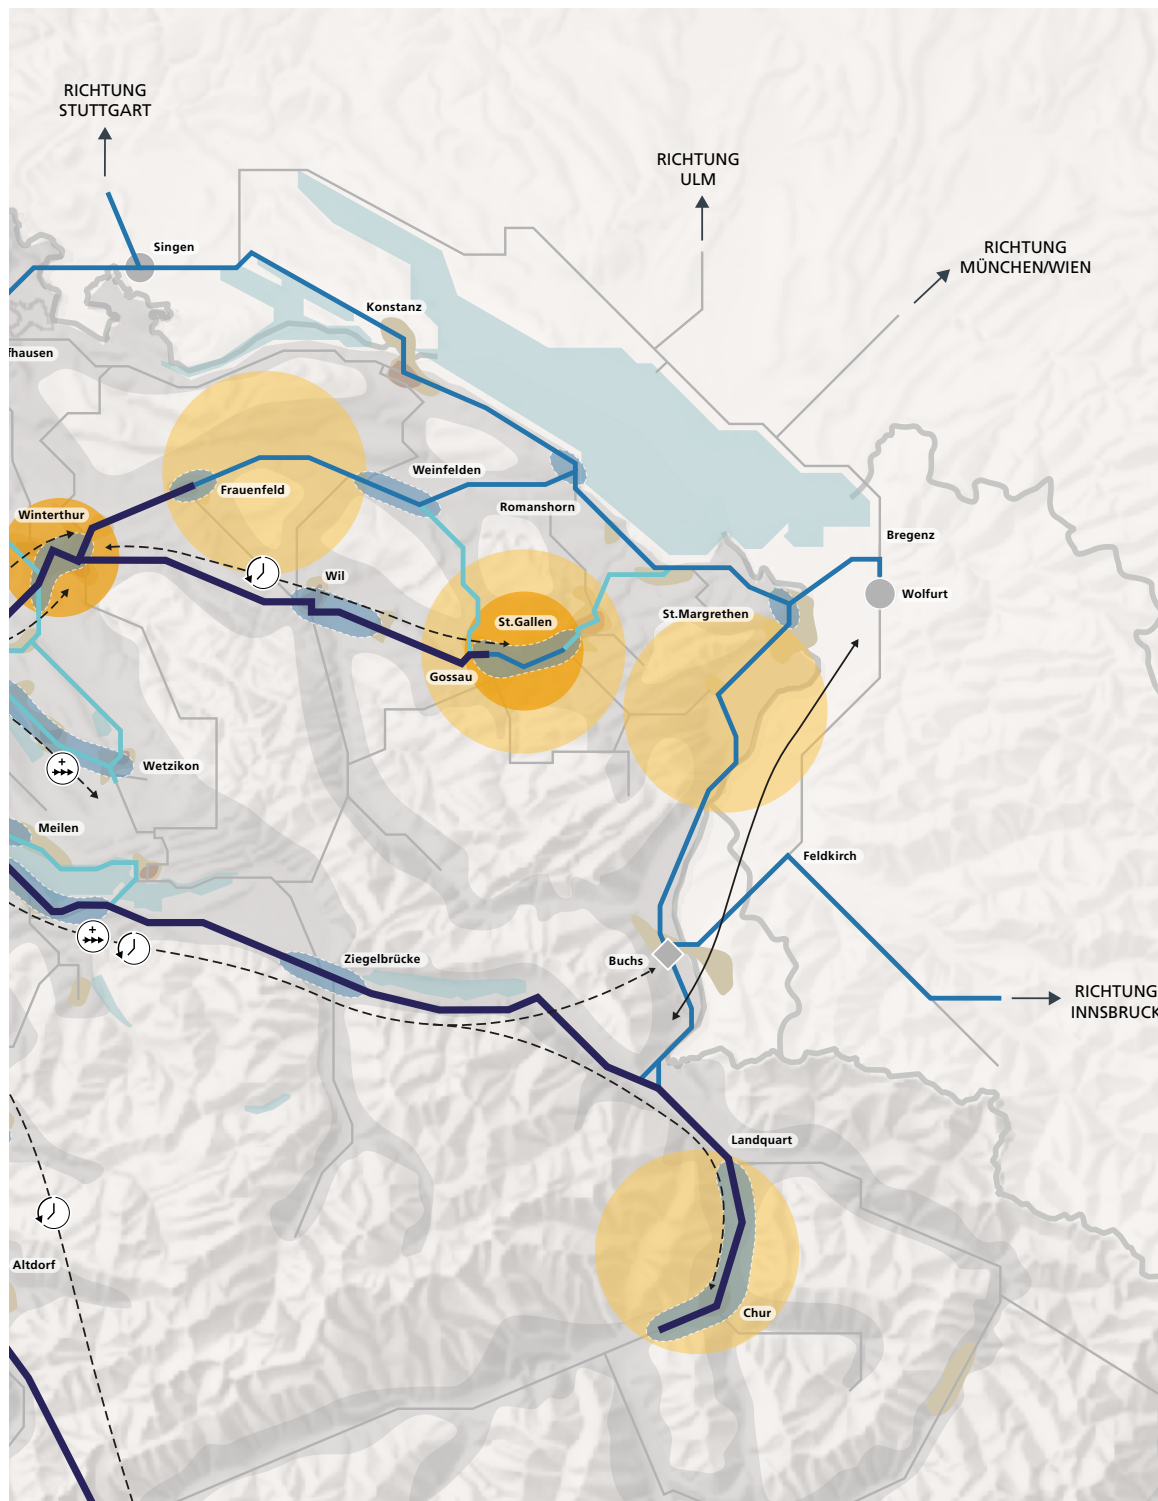 RICHTUNG
STUTTGART
RICHTUNG
ULM
RICHTUNG
MÜNCHEN/WIEN
Singen
Konstanz
fhausen
Weinfelden
Frauenfeld
Romanshorn
Winterthur
Bregenz
Wil
Wolfurt
St.Gallen
St.Margrethen
Gossau
Wetzikon
+
Meilen
Feldkirch
+
Ziegelbrücke
Buchs
RICHTUNG
INNSBRUCK
Landquart
Altdorf
Chur